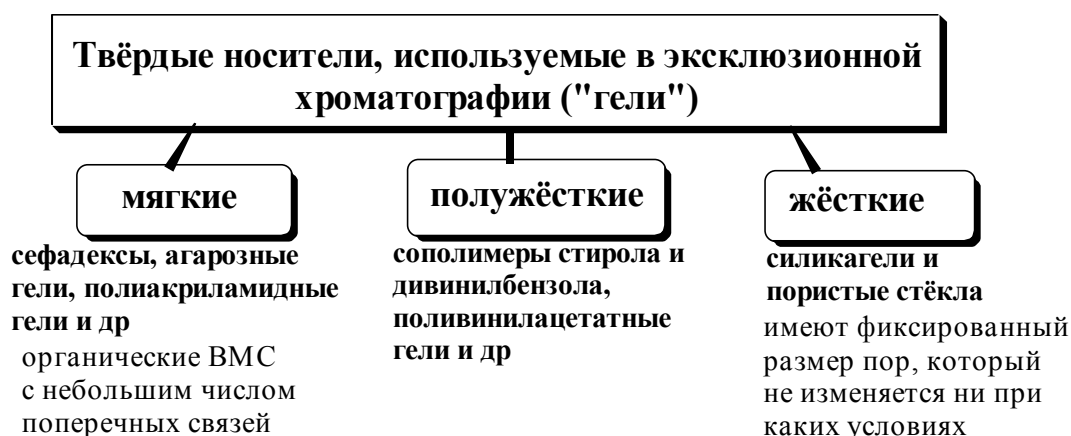 Твёрдые носители, используемые в эксклюзионной
хроматографии ("гели")
мягкие
сефадексы, агарозные
гели, полиакриламидные
гели и др
органические ВМС
с небольшим числом
поперечных связей
полужёсткие
сополимеры стирола и
дивинилбензола,
поливинилацетатные
гели и др
жёсткие
силикагели и
пористые стёкла
имеют фиксированный
размер пор, который
не изменяется ни при
каких условиях